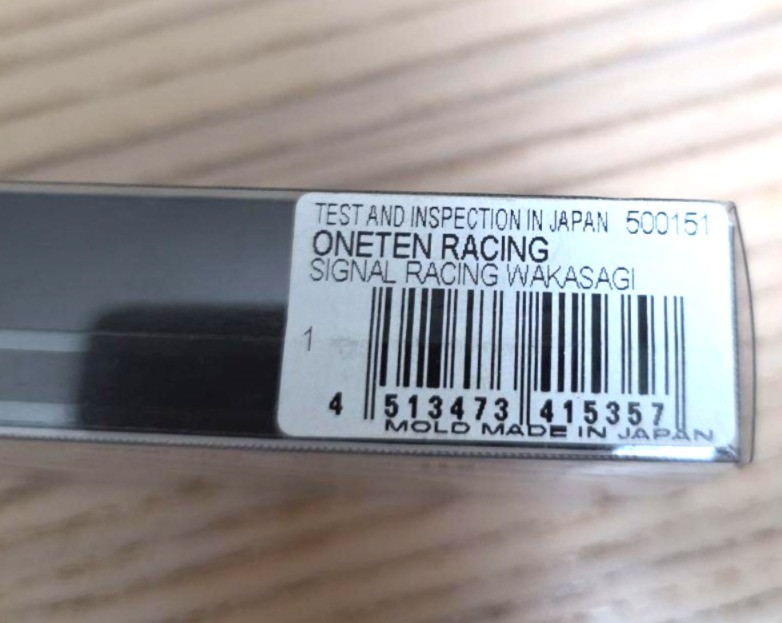 TEST AND INSPECTION IN JAPAN 500151
ONETEN RACING
SIGNAL RACING WAKASAGI
1
4 513473 415357
MOLD MADE IN JAPAN